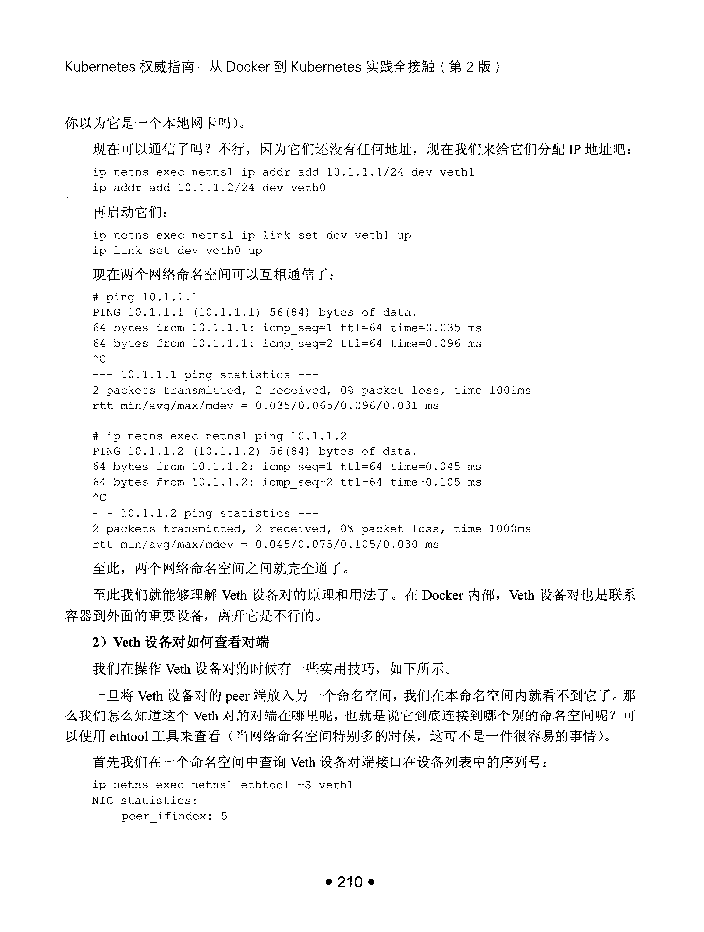 Kubernetes 权威指南：从 Docker 到 Kubernetes 实践全接触（第 2 版）
你以为它是一个本地网卡吗）。
现在可以通信了吗？不行，因为它们还没有任何地址，现在我们来给它们分配 IP 地址吧：
ip netns exec netns1 ip addr add 10.1.1.1/24 dev veth1
ip addr add 10.1.1.2/24 dev veth0
再启动它们：
ip netns exec netns1 ip link set dev veth1 up
ip link set dev veth0 up
现在两个网络命名空间可以互相通信了：
# ping 10.1.1.1
PING 10.1.1.1 (10.1.1.1) 56(84) bytes of data.
64 bytes from 10.1.1.1: icmp_seq=1 ttl=64 time=0.035 ms
64 bytes from 10.1.1.1: icmp_seq=2 ttl=64 time=0.096 ms
^C
--- 10.1.1.1 ping statistics ---
2 packets transmitted, 2 received, 0% packet loss, time 1001ms
rtt min/avg/max/mdev = 0.035/0.065/0.096/0.031 ms
# ip netns exec netns1 ping 10.1.1.2
PING 10.1.1.2 (10.1.1.2) 56(84) bytes of data.
64 bytes from 10.1.1.2: icmp_seq=1 ttl=64 time=0.045 ms
64 bytes from 10.1.1.2: icmp_seq=2 ttl=64 time=0.105 ms
^C
--- 10.1.1.2 ping statistics ---
2 packets transmitted, 2 received, 0% packet loss, time 1000ms
rtt min/avg/max/mdev = 0.045/0.075/0.105/0.030 ms
至此，两个网络命名空间之间就完全通了。
至此我们就能够理解 Veth 设备对的原理和用法了。在 Docker 内部，Veth 设备对也是联系
容器到外面的重要设备，离开它是不行的。
2）Veth 设备对如何查看对端
我们在操作 Veth 设备对的时候有一些实用技巧，如下所示。
一旦将 Veth 设备对的 peer 端放入另一个命名空间，我们在本命名空间内就看不到它了。那
么我们怎么知道这个 Veth 对的对端在哪里呢，也就是说它到底连接到哪个别的命名空间呢？可
以使用 ethtool 工具来查看（当网络命名空间特别多的时候，这可不是一件很容易的事情）。
首先我们在一个命名空间中查询 Veth 设备对端接口在设备列表中的序列号：
ip netns exec netns1 ethtool -S veth1
NIC statistics:
peer_ifindex: 5
• 210 •